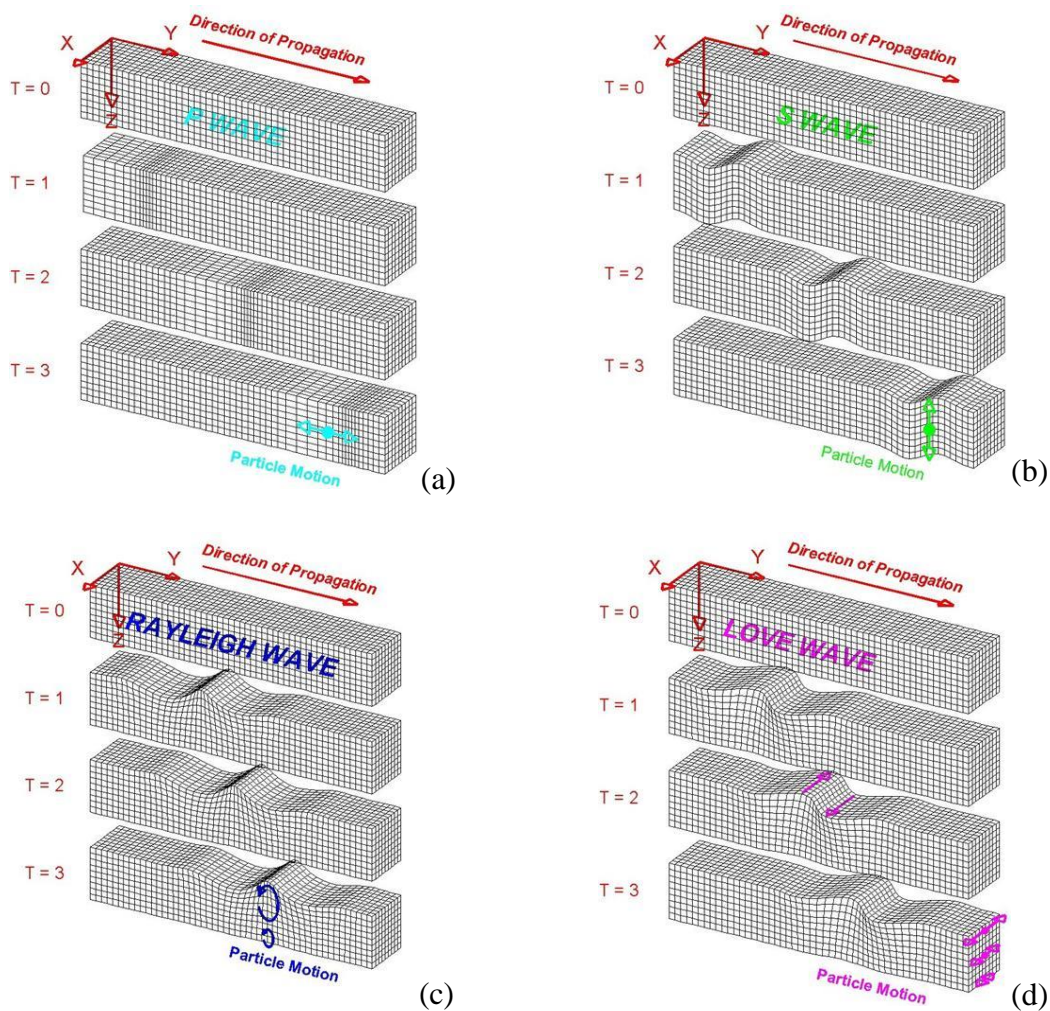 X
Y
Direction of Propagation
T = 0
Z
P WAVE
T = 1
T = 2
T = 3
Particle Motion
(a)
X
Y
Direction of Propagation
T = 0
Z
S WAVE
T = 1
T = 2
T = 3
Particle Motion
(b)
X
Y
Direction of Propagation
T = 0
Z
RAYLEIGH WAVE
T = 1
T = 2
T = 3
Particle Motion
(c)
X
Y
Direction of Propagation
T = 0
Z
LOVE WAVE
T = 1
T = 2
T = 3
Particle Motion
(d)